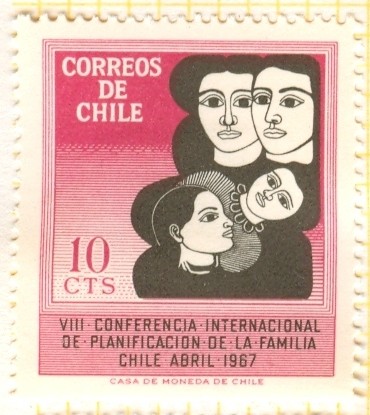 CORREOS
DE
CHILE
10
CTS
VIII·CONFERENCIA·INTERNACIONAL
DE·PLANIFICACION·DE·LA·FAMILIA
CHILE ABRIL·1967
CASA DE MONEDA DE CHILE